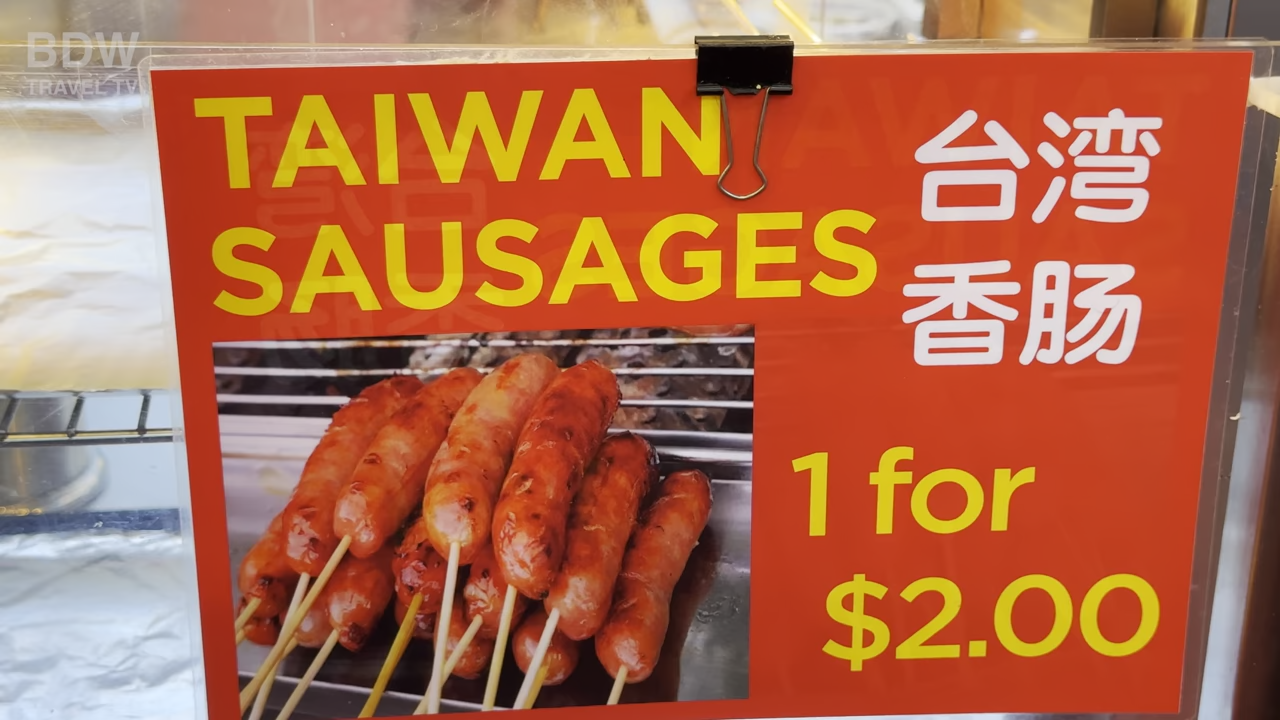 BDW
TRAVEL TV
TAIWAN
SAUSAGES
台湾
香肠
1 for
$2.00